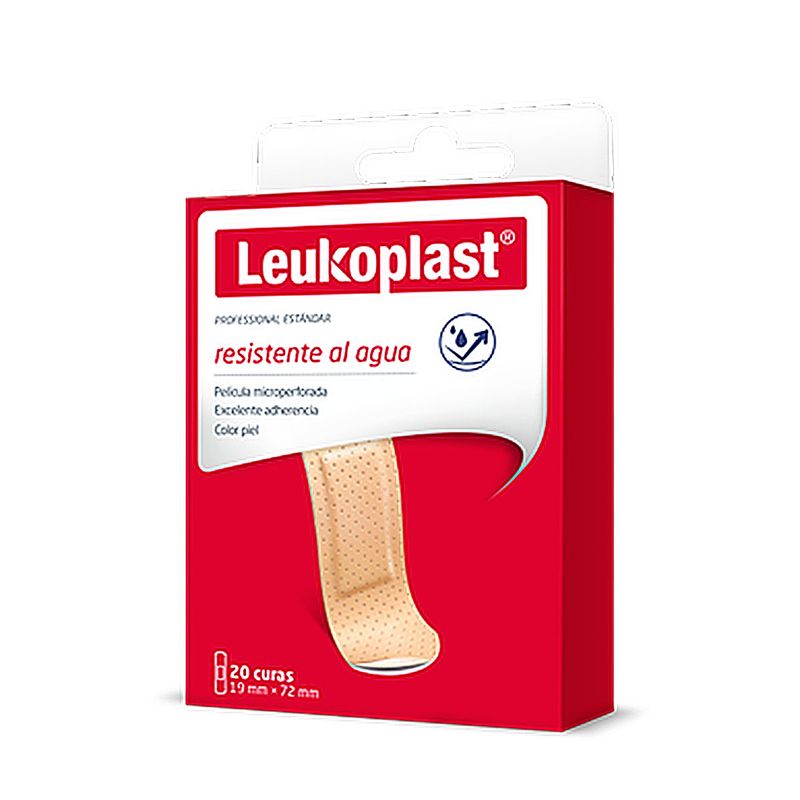 Leukoplast®
PROFESSIONAL ESTÁNDAR
resistente al agua
Película microperforada
Excelente adherencia
Color piel
20 curas
19 mm x 72 mm